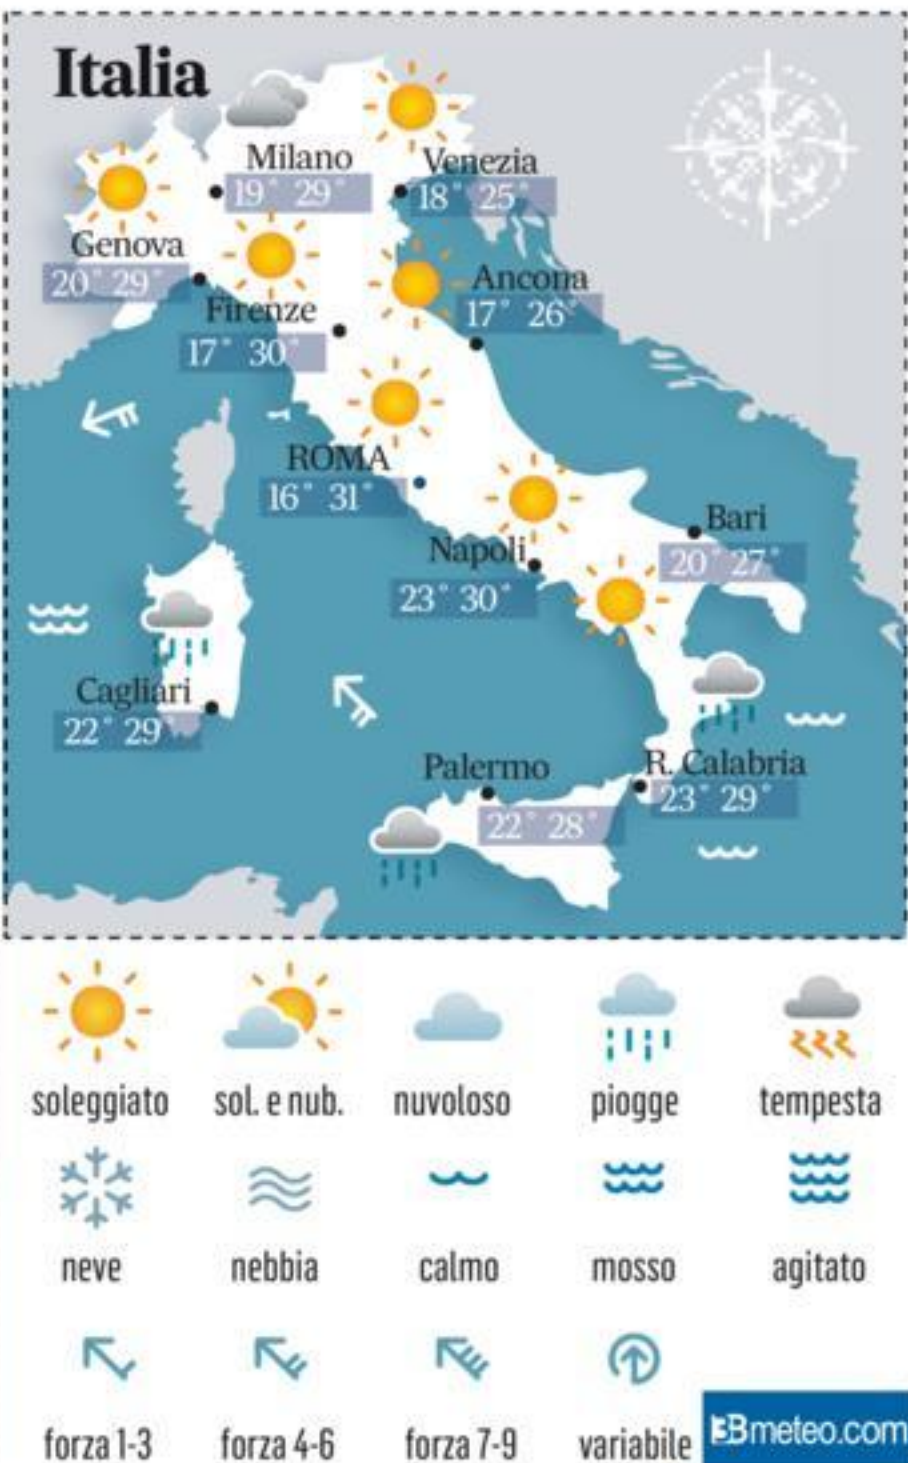 Italia
Milano
19° 29°
Venezia
18° 25°
Genova
20° 29°
Firenze
17° 30°
Ancona
17° 26°
ROMA
16° 31°
Napoli
23° 30°
Bari
20° 27°
Cagliari
22° 29°
Palermo
22° 28°
R. Calabria
23° 29°
soleggiato sol. e nub. nuvoloso piogge tempesta
neve nebbia calmo mosso agitato
forza 1-3 forza 4-6 forza 7-9 variabile
3Bmeteo.com